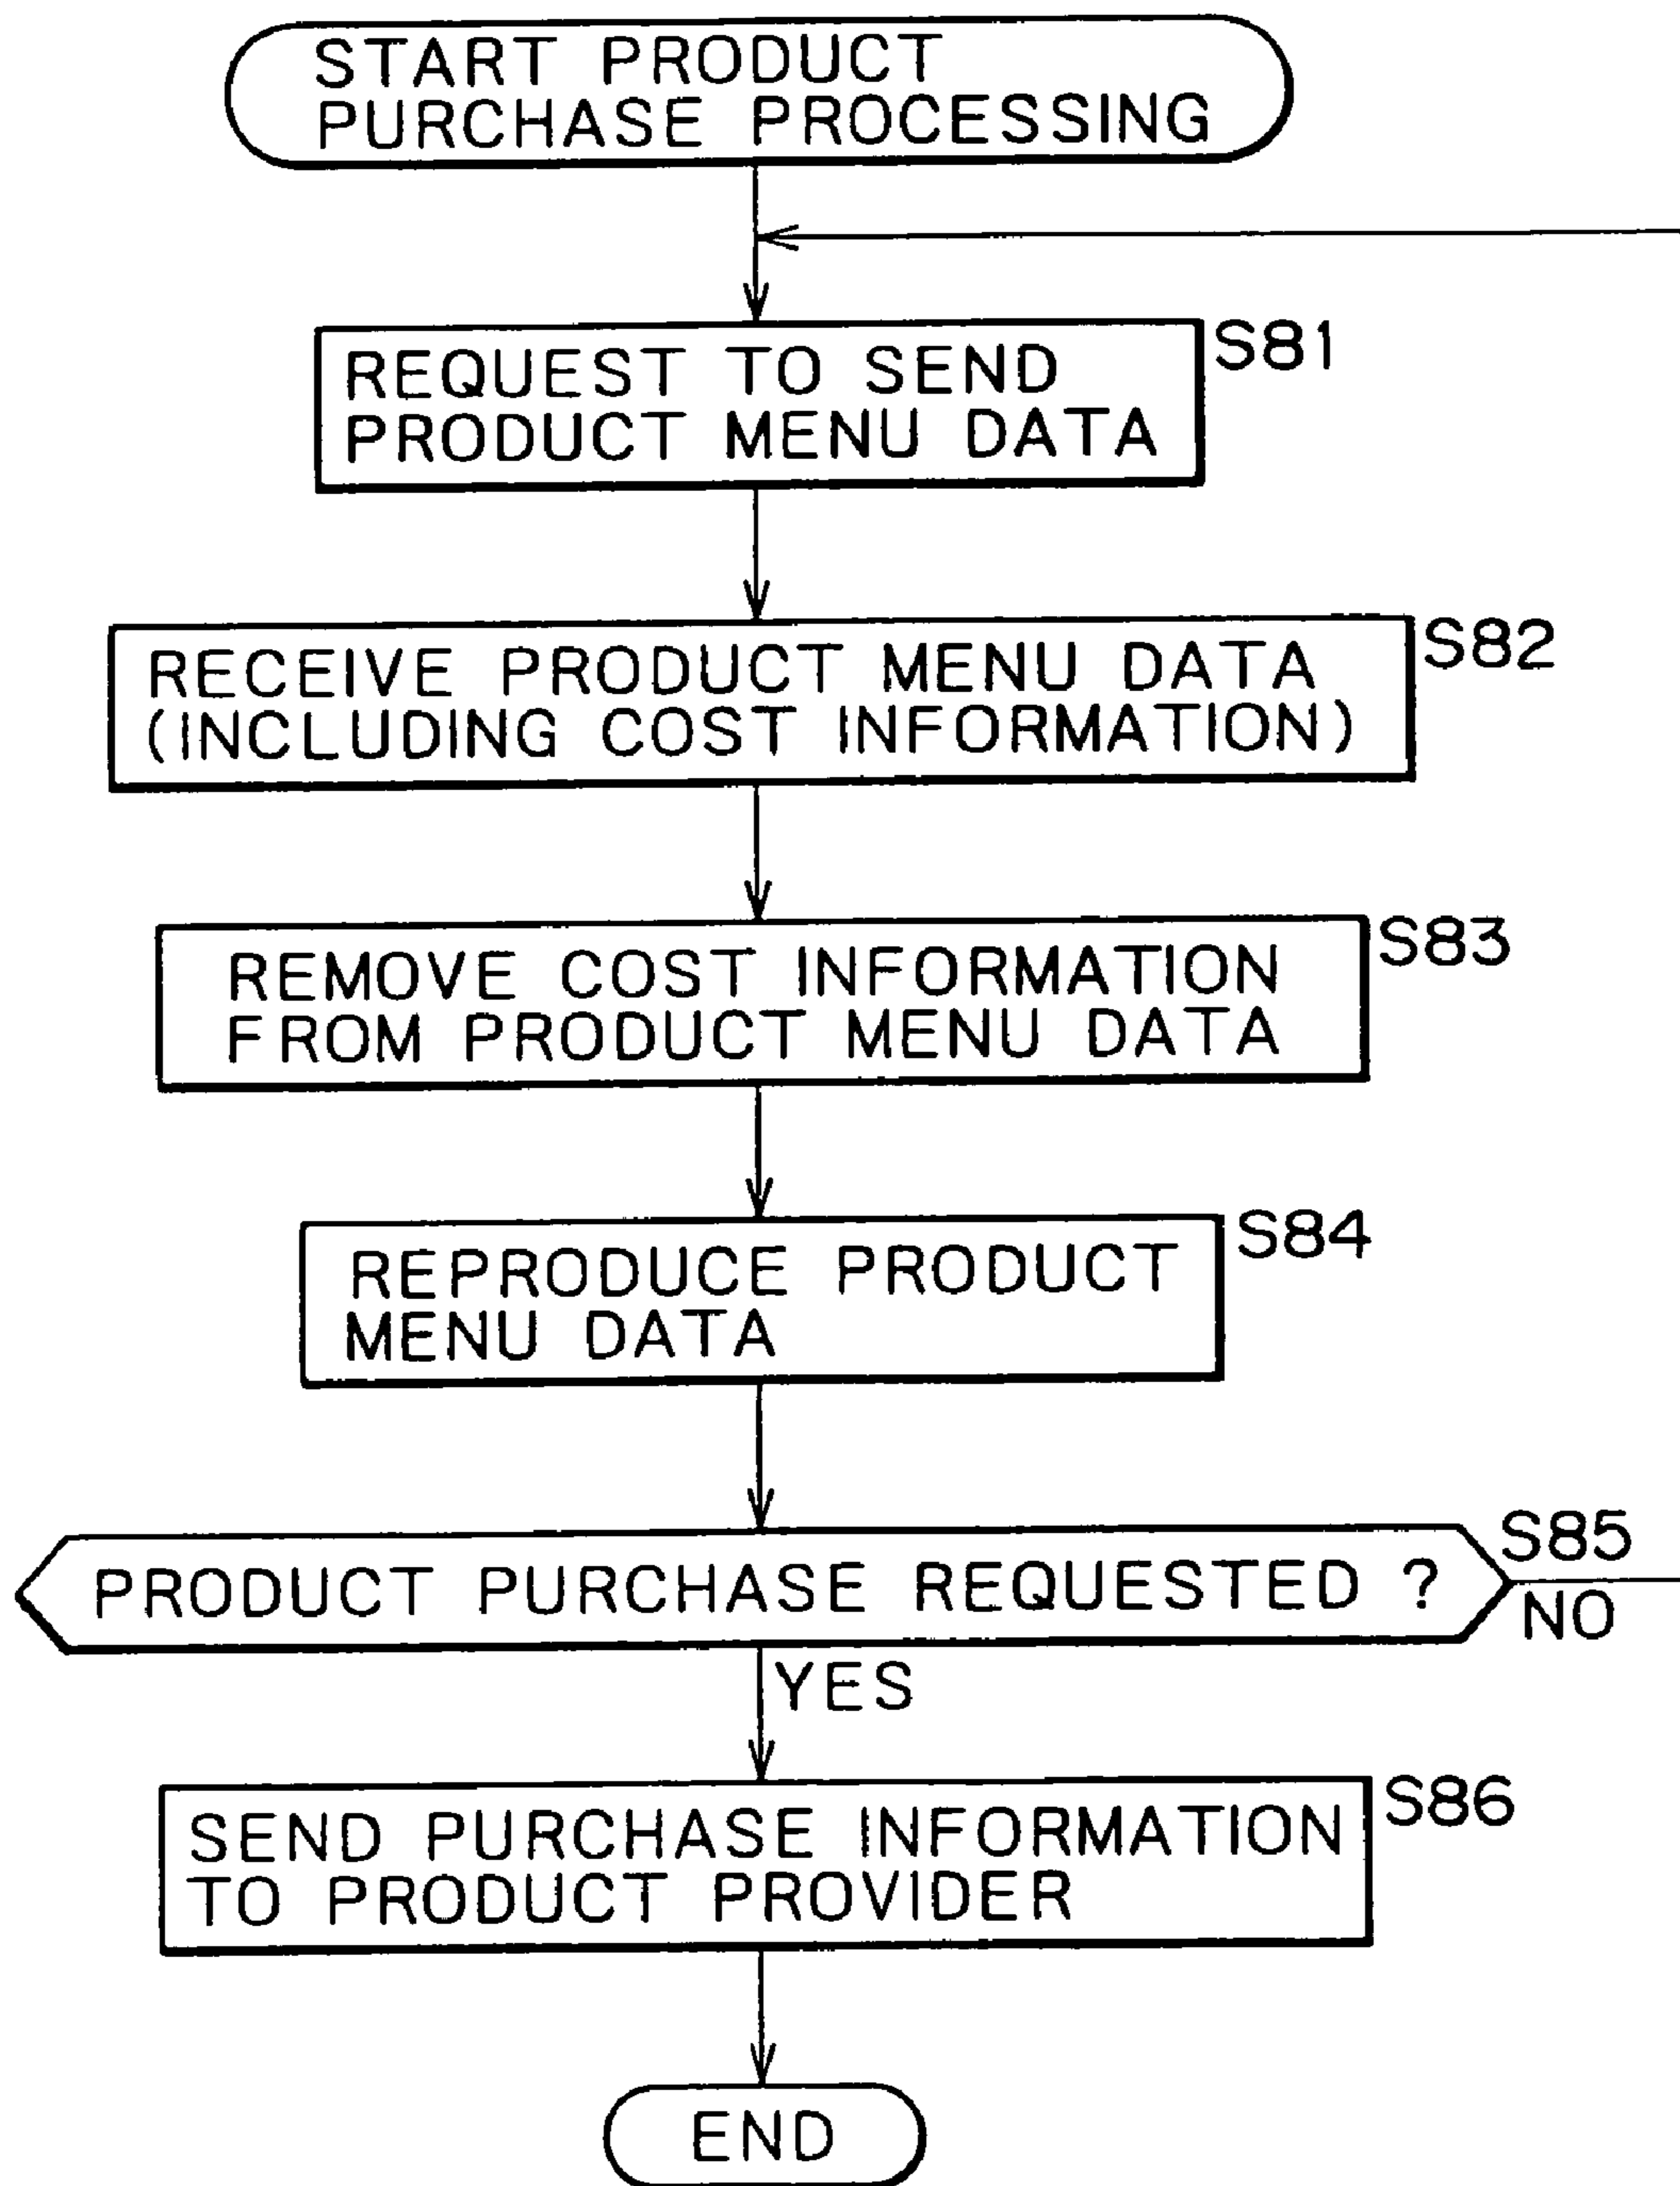 START PRODUCT
PURCHASE PROCESSING
S81
REQUEST TO SEND
PRODUCT MENU DATA
S82
RECEIVE PRODUCT MENU DATA
(INCLUDING COST INFORMATION)
S83
REMOVE COST INFORMATION
FROM PRODUCT MENU DATA
S84
REPRODUCE PRODUCT
MENU DATA
S85
PRODUCT PURCHASE REQUESTED ?
NO
YES
S86
SEND PURCHASE INFORMATION
TO PRODUCT PROVIDER
END